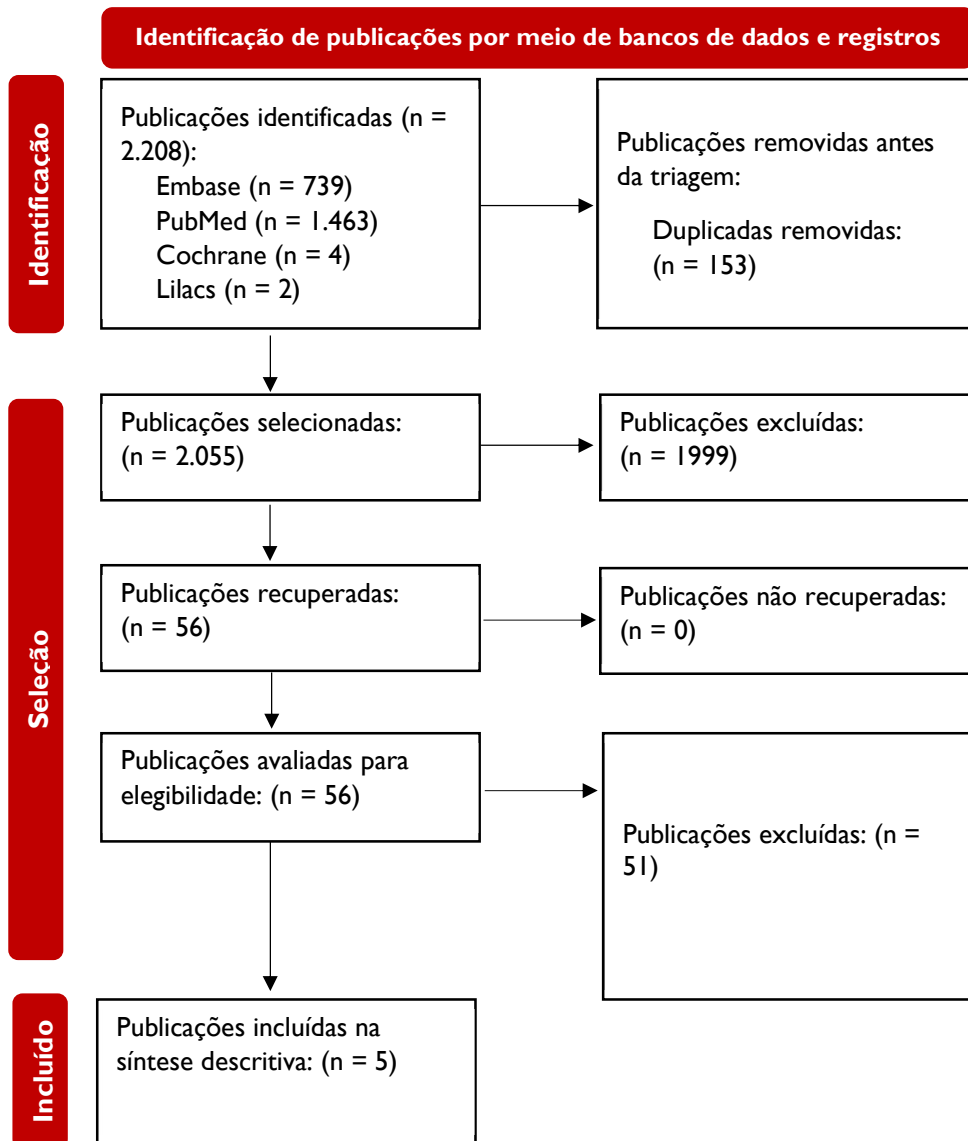 Identificação de publicações por meio de bancos de dados e registros
Identificação
Publicações identificadas (n =
2.208):
Embase (n = 739)
PubMed (n = 1.463)
Cochrane (n = 4)
Lilacs (n = 2)
Publicações removidas antes
da triagem:
Duplicadas removidas:
(n = 153)
Seleção
Publicações selecionadas:
(n = 2.055)
Publicações excluídas:
(n = 1999)
Publicações recuperadas:
(n = 56)
Publicações não recuperadas:
(n = 0)
Publicações avaliadas para
elegibilidade: (n = 56)
Publicações excluídas: (n =
51)
Incluído
Publicações incluídas na
síntese descritiva: (n = 5)